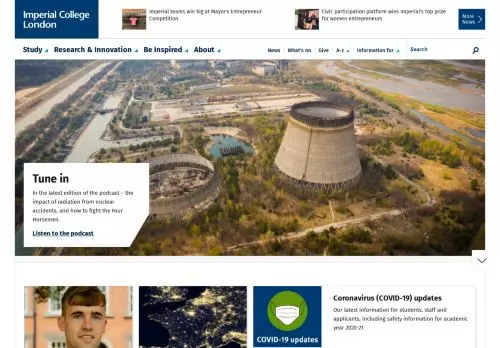 Imperial College
London
Imperial teams win big at Mayor's Entrepreneur
Competition
Civic participation platform wins Imperial's top prize
for women entrepreneurs
More
News
Study
Research & Innovation
Be Inspired
About
News
What's on
Give
A-z
Information for
Search
Tune in
In the latest edition of the podcast – the
impact of radiation from nuclear
accidents, and how to fight the Four
Horsemen.
Listen to the podcast
COVID-19 updates
Coronavirus (COVID-19) updates
Our latest information for students, staff and
applicants, including safety information for academic
year 2020-21